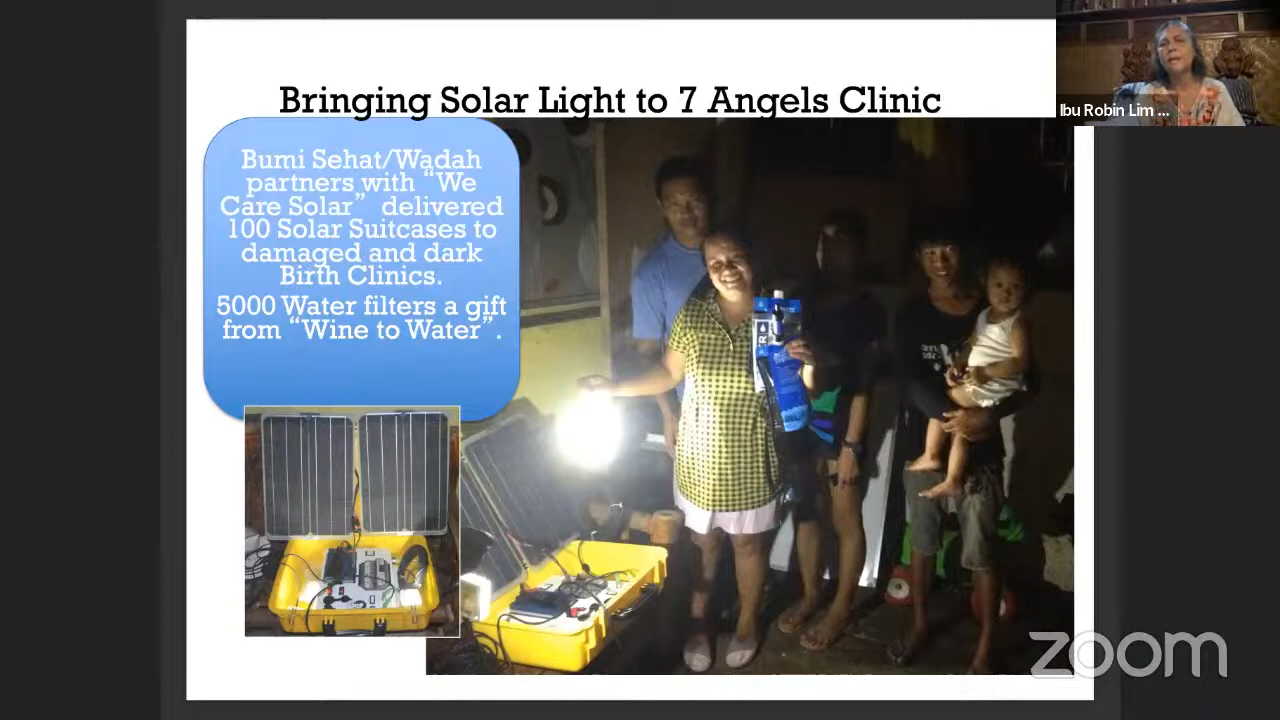 Bringing Solar Light to 7 Angels Clinic
Ibu Robin Lim ...
Bumi Sehat/Wadah
partners with “We
Care Solar” delivered
100 Solar Suitcases to
damaged and dark
Birth Clinics.
5000 Water filters a gift
from “Wine to Water”.
zoom